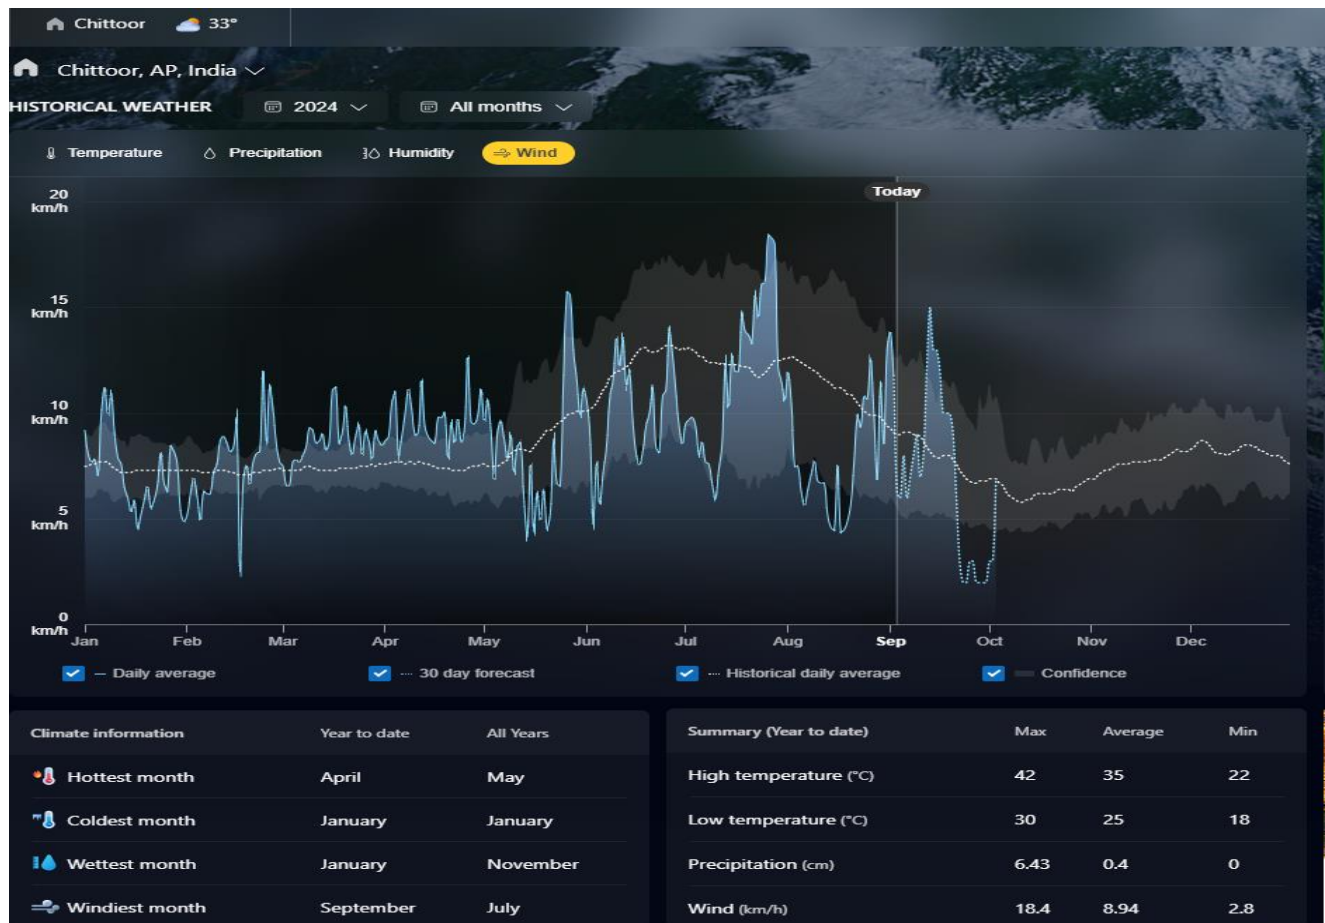 Chittoor 33°
Chittoor, AP, India
HISTORICAL WEATHER 2024 All months
Temperature Precipitation Humidity Wind
Today
20
km/h
15
km/h
10
km/h
5
km/h
0
km/h
Jan Feb Mar Apr May Jun Jul Aug Sep Oct Nov Dec
Daily average 30 day forecast Historical daily average Confidence
Climate information Year to date All Years
Hottest month April May
Coldest month January January
Wettest month January November
Windiest month September July
Summary (Year to date) Max Average Min
High temperature (°C) 42 35 22
Low temperature (°C) 30 25 18
Precipitation (cm) 6.43 0.4 0
Wind (km/h) 18.4 8.94 2.8